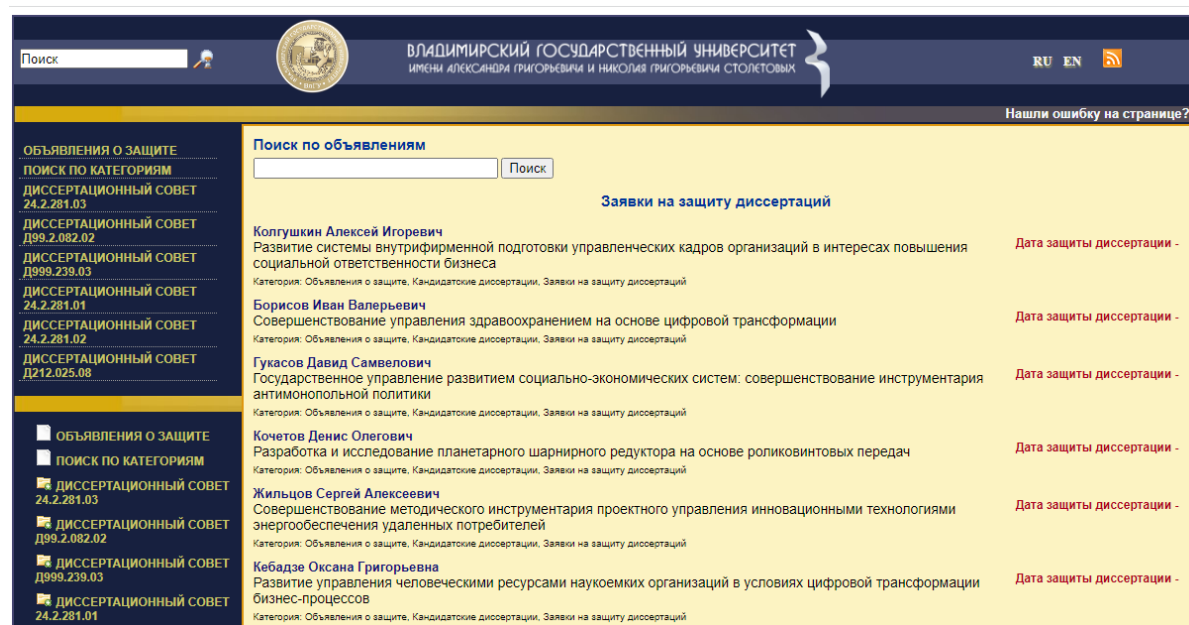 Поиск
ВЛАДИМИРСКИЙ ГОСУДАРСТВЕННЫЙ УНИВЕРСИТЕТ
ИМЕНИ АЛЕКСАНДРА ГРИГОРЬЕВИЧА И НИКОЛАЯ ГРИГОРЬЕВИЧА СТОЛЕТОВЫХ
RU EN
Нашли ошибку на странице?
ОБЪЯВЛЕНИЯ О ЗАЩИТЕ
ПОИСК ПО КАТЕГОРИЯМ
ДИССЕРТАЦИОННЫЙ СОВЕТ
24.2.281.03
ДИССЕРТАЦИОННЫЙ СОВЕТ
Д99.2.082.02
ДИССЕРТАЦИОННЫЙ СОВЕТ
Д999.239.03
ДИССЕРТАЦИОННЫЙ СОВЕТ
24.2.281.01
ДИССЕРТАЦИОННЫЙ СОВЕТ
24.2.281.02
ДИССЕРТАЦИОННЫЙ СОВЕТ
Д212.025.08
ОБЪЯВЛЕНИЯ О ЗАЩИТЕ
ПОИСК ПО КАТЕГОРИЯМ
ДИССЕРТАЦИОННЫЙ СОВЕТ
24.2.281.03
ДИССЕРТАЦИОННЫЙ СОВЕТ
Д99.2.082.02
ДИССЕРТАЦИОННЫЙ СОВЕТ
Д999.239.03
ДИССЕРТАЦИОННЫЙ СОВЕТ
24.2.281.01
Поиск по объявлениям
Поиск
Заявки на защиту диссертаций
Колгушкин Алексей Игоревич
Развитие системы внутрифирменной подготовки управленческих кадров организаций в интересах повышения
социальной ответственности бизнеса
Категория: Объявления о защите, Кандидатские диссертации, Заявки на защиту диссертаций
Дата защиты диссертации -
Борисов Иван Валерьевич
Совершенствование управления здравоохранением на основе цифровой трансформации
Категория: Объявления о защите, Кандидатские диссертации, Заявки на защиту диссертаций
Дата защиты диссертации -
Гукасов Давид Самвелович
Государственное управление развитием социально-экономических систем: совершенствование инструментария
антимонопольной политики
Категория: Объявления о защите, Кандидатские диссертации, Заявки на защиту диссертаций
Дата защиты диссертации -
Кочетов Денис Олегович
Разработка и исследование планетарного шарнирного редуктора на основе роликовинтовых передач
Категория: Объявления о защите, Кандидатские диссертации, Заявки на защиту диссертаций
Дата защиты диссертации -
Жильцов Сергей Алексеевич
Совершенствование методического инструментария проектного управления инновационными технологиями
энергообеспечения удаленных потребителей
Категория: Объявления о защите, Кандидатские диссертации, Заявки на защиту диссертаций
Дата защиты диссертации -
Кебадзе Оксана Григорьевна
Развитие управления человеческими ресурсами наукоемких организаций в условиях цифровой трансформации
бизнес-процессов
Категория: Объявления о защите, Кандидатские диссертации, Заявки на защиту диссертаций
Дата защиты диссертации -